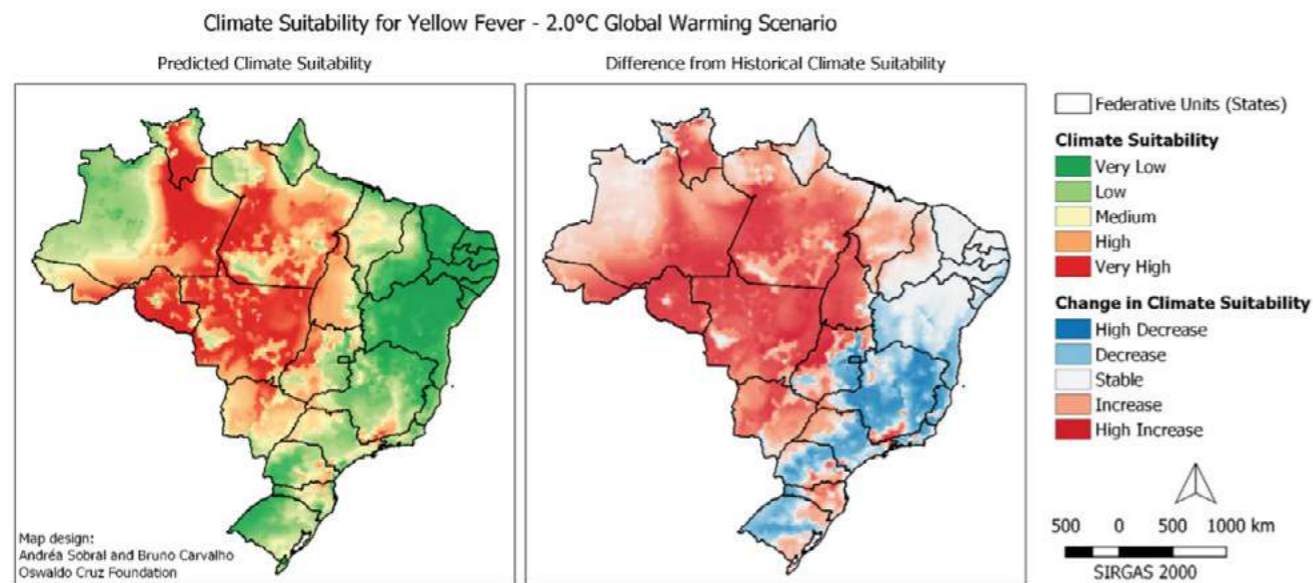 Climate Suitability for Yellow Fever - 2.0°C Global Warming Scenario
Predicted Climate Suitability
Difference from Historical Climate Suitability
Map design:
Andréa Sobral and Bruno Carvalho
Oswaldo Cruz Foundation
Federative Units (States)
Climate Suitability
Very Low
Low
Medium
High
Very High
Change in Climate Suitability
High Decrease
Decrease
Stable
Increase
High Increase
500 0 500 1000 km
SIRGAS 2000